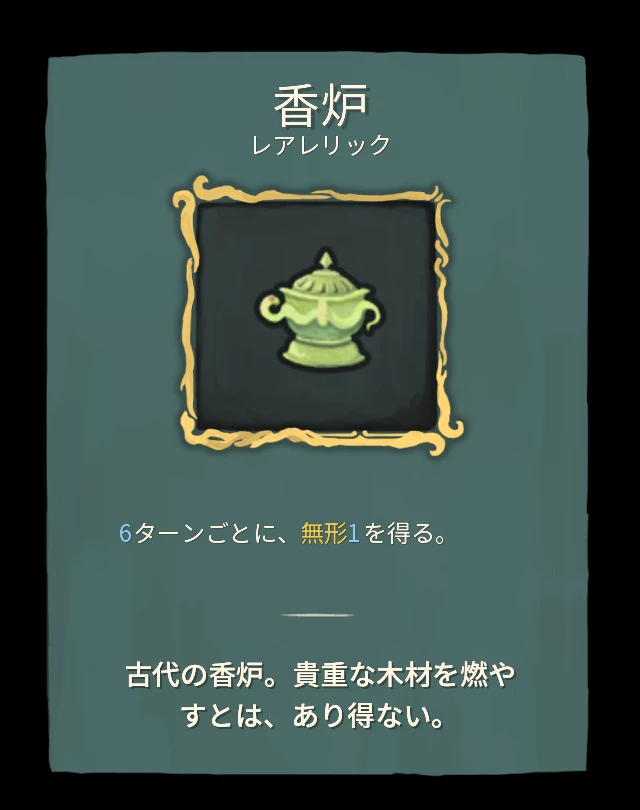 香炉
レアレリック
6ターンごとに、無形1を得る。
古代の香炉。貴重な木材を燃や
すとは、あり得ない。